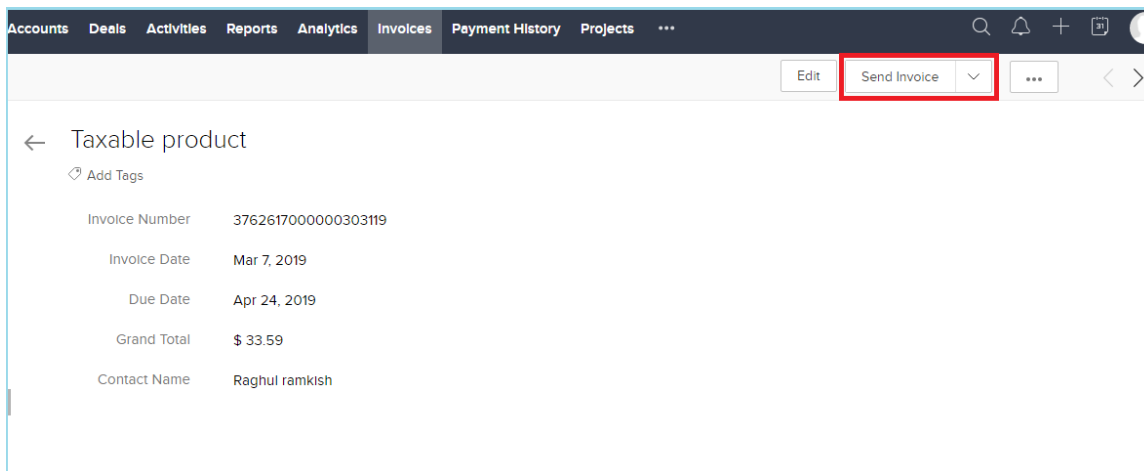 Accounts Deals Activities Reports Analytics Invoices Payment History Projects ••• 31
Edit Send Invoice •••
Taxable product
Add Tags
Invoice Number 3762617000000303119
Invoice Date Mar 7, 2019
Due Date Apr 24, 2019
Grand Total $ 33.59
Contact Name Raghul ramkish